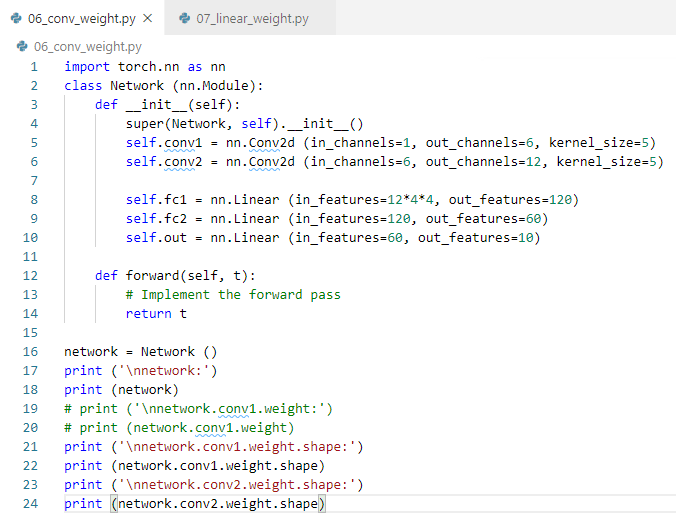 06_conv_weight.py × 07_linear_weight.py
06_conv_weight.py
1 import torch.nn as nn
2 class Network (nn.Module):
3     def __init__(self):
4         super(Network, self).__init__()
5         self.conv1 = nn.Conv2d (in_channels=1, out_channels=6, kernel_size=5)
6         self.conv2 = nn.Conv2d (in_channels=6, out_channels=12, kernel_size=5)
7
8         self.fc1 = nn.Linear (in_features=12*4*4, out_features=120)
9         self.fc2 = nn.Linear (in_features=120, out_features=60)
10         self.out = nn.Linear (in_features=60, out_features=10)
11
12     def forward(self, t):
13         # Implement the forward pass
14         return t
15
16 network = Network ()
17 print ('\nnetwork:')
18 print (network)
19 # print ('\nnetwork.conv1.weight:')
20 # print (network.conv1.weight)
21 print ('\nnetwork.conv1.weight.shape:')
22 print (network.conv1.weight.shape)
23 print ('\nnetwork.conv2.weight.shape:')
24 print (network.conv2.weight.shape)